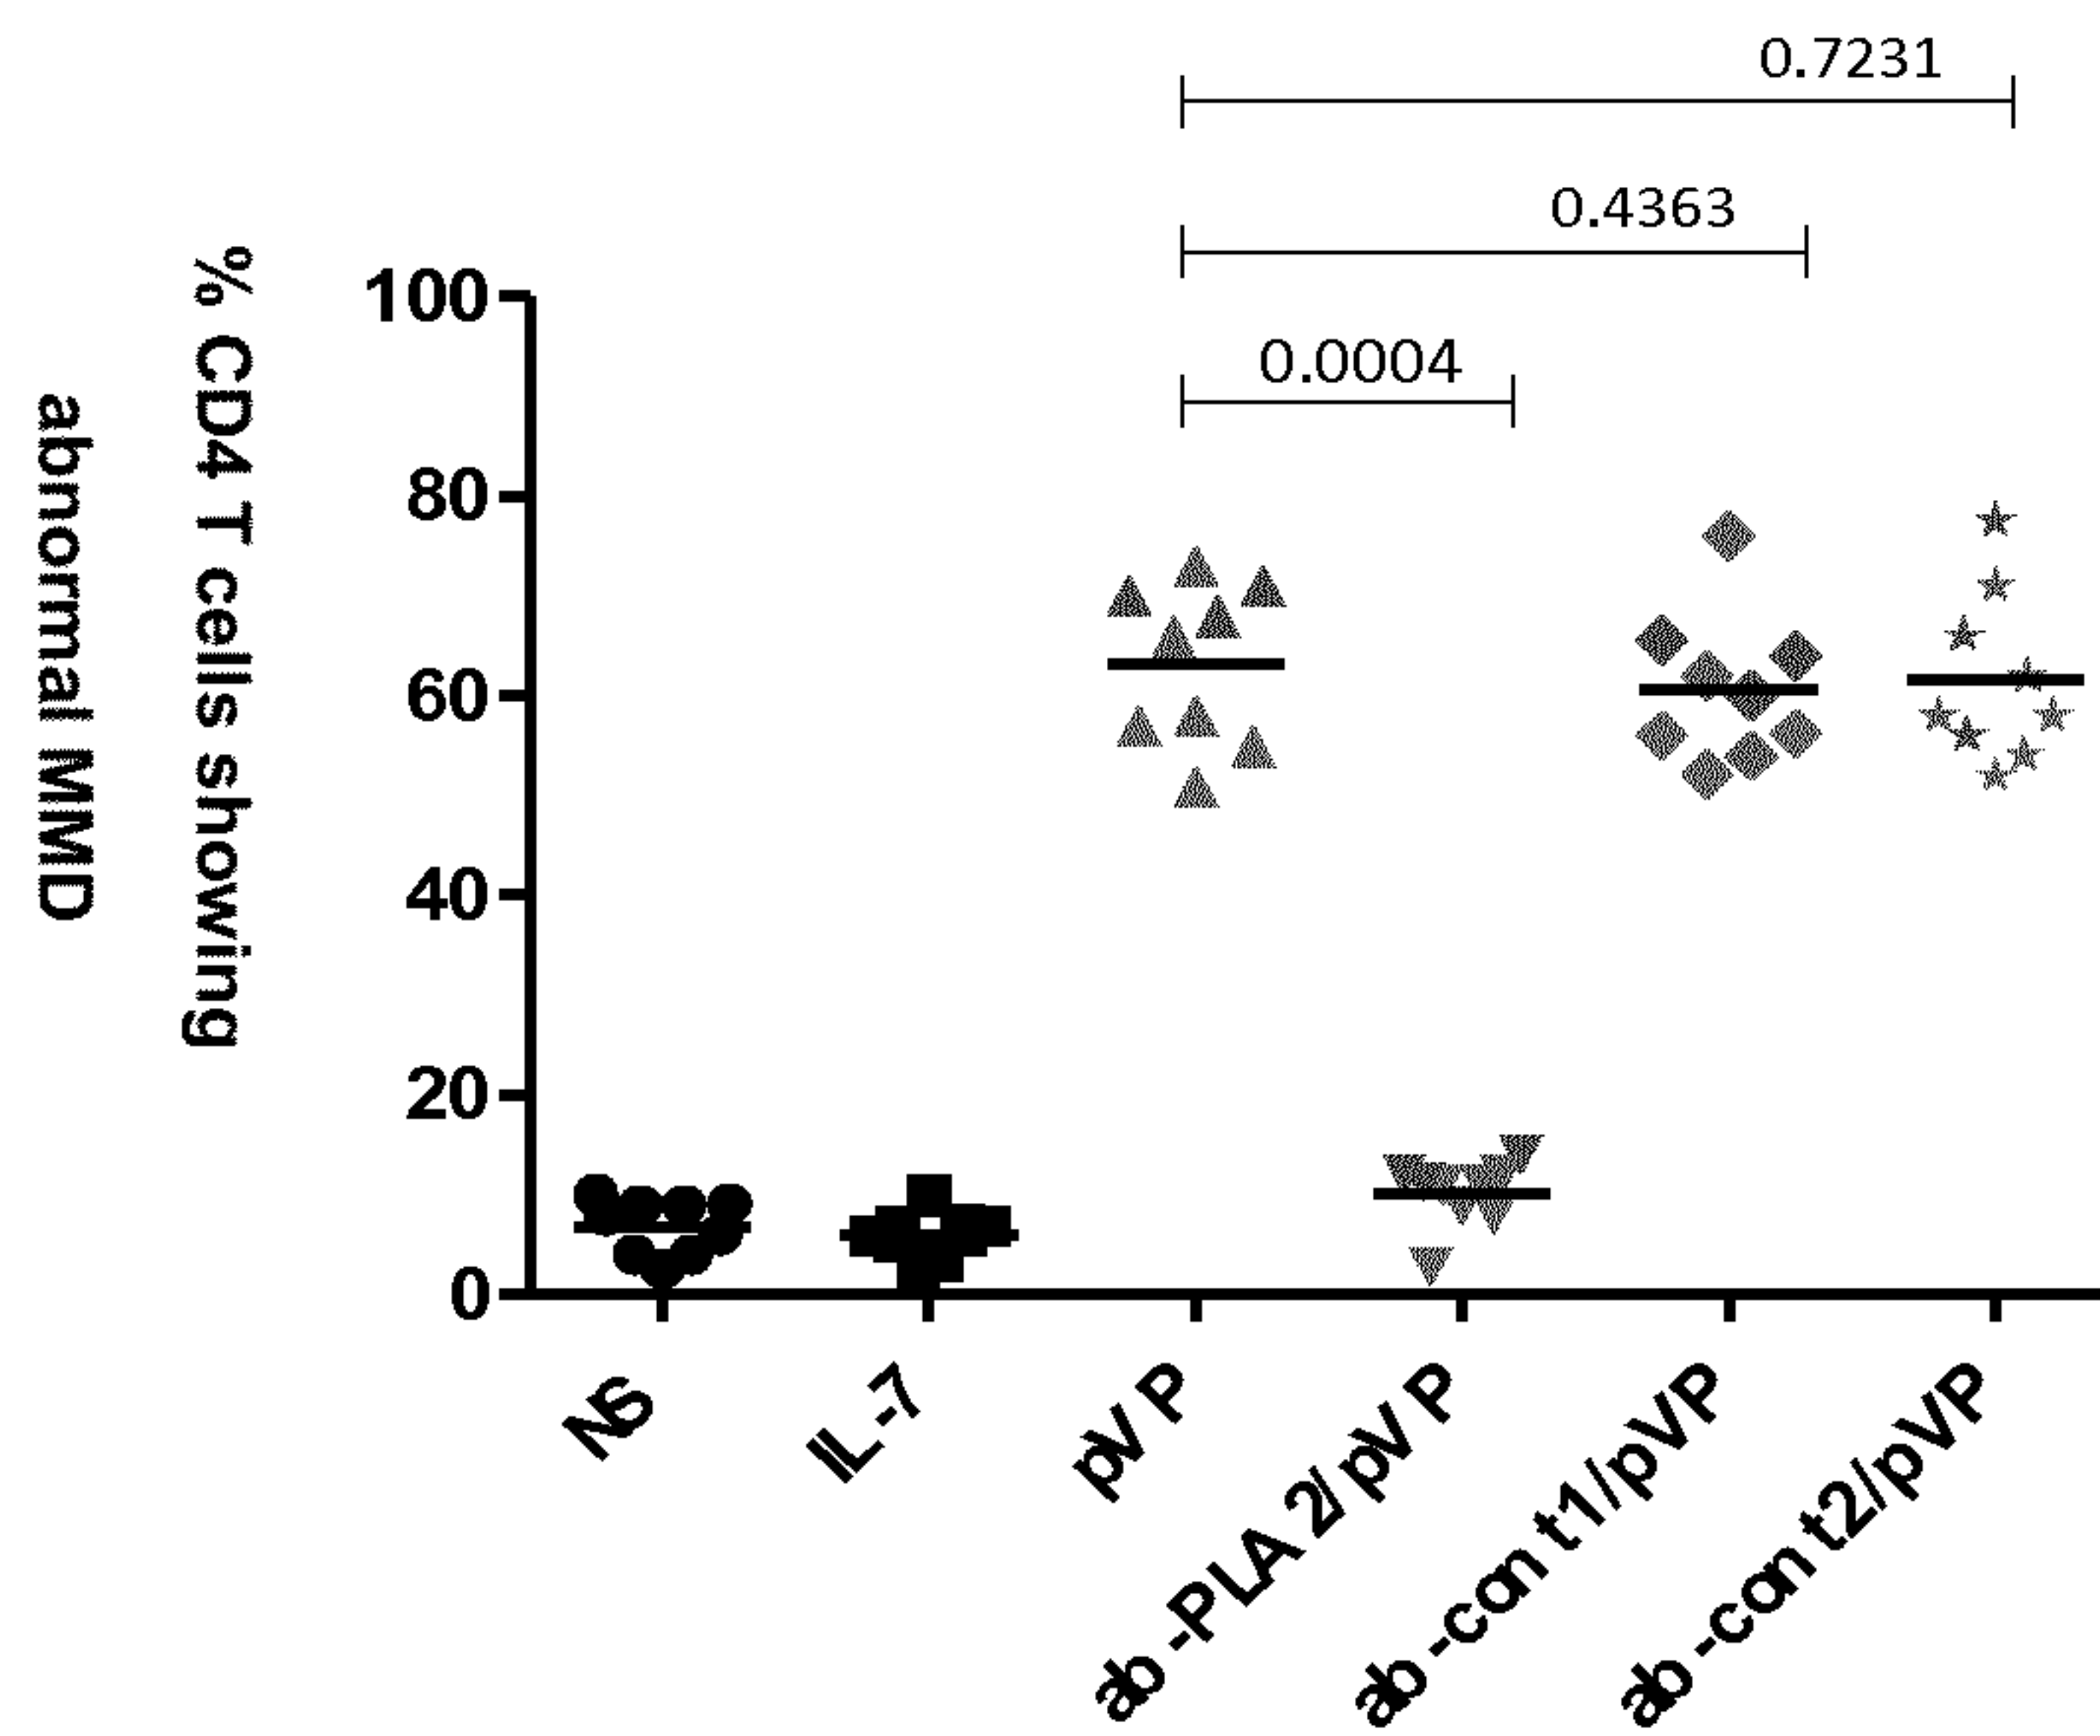 0.7231
0.4363
0.0004
% CD4 T cells showing
abnormal MMD
100
80
60
40
20
0
NS
IL-7
pVP
ab-PLA2/pVP
ab-cont1/pVP
ab-cont2/pVP